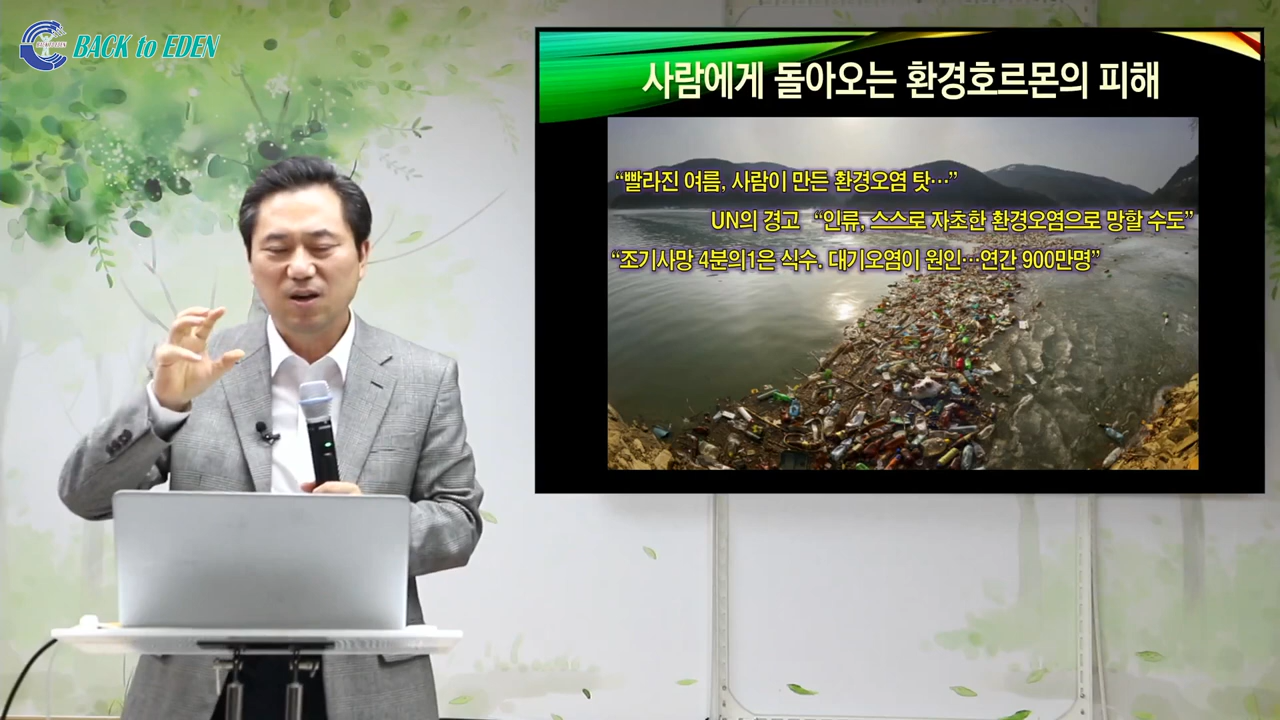 BACK to EDEN
사람에게 돌아오는 환경호르몬의 피해
“빨라진 여름, 사람이 만든 환경오염 탓…”
UN의 경고 “인류, 스스로 자초한 환경오염으로 망할 수도”
“조기사망 4분의1은 식수. 대기오염이 원인…연간 900만명”